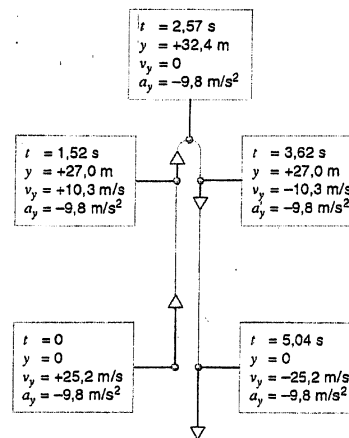 t = 2,57 s
y = +32,4 m
v_y = 0
a_y = −9,8 m/s²
t = 1,52 s
y = +27,0 m
v_y = +10,3 m/s
a_y = −9,8 m/s²
t = 3,62 s
y = +27,0 m
v_y = −10,3 m/s
a_y = −9,8 m/s²
t = 0
y = 0
v_y = +25,2 m/s
a_y = −9,8 m/s²
t = 5,04 s
y = 0
v_y = −25,2 m/s
a_y = −9,8 m/s²